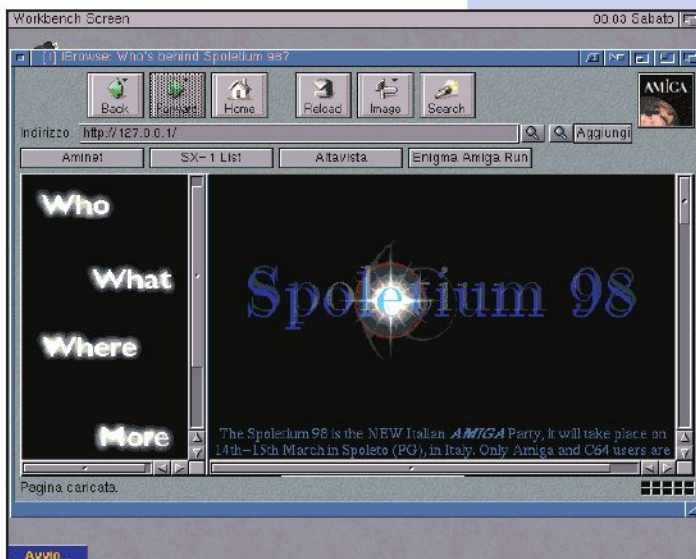 Workbench Screen
00.03 Sabato
[1] IBrowse: Who's behind Spoletium 98?
Back
Forward
Home
Reload
Image
Search
AMIGA
Indirizzo: http://127.0.0.1/
Aggiungi
Aminet
SX-1 List
Altavista
Enigma Amiga Run
Who
What
Where
More
Spoletium 98
The Spoletium 98 is the NEW Italian AMIGA Party, it will take place on
14th-15th March in Spoleto (PG), in Italy. Only Amiga and C64 users are
Pagina caricata.
Avvio